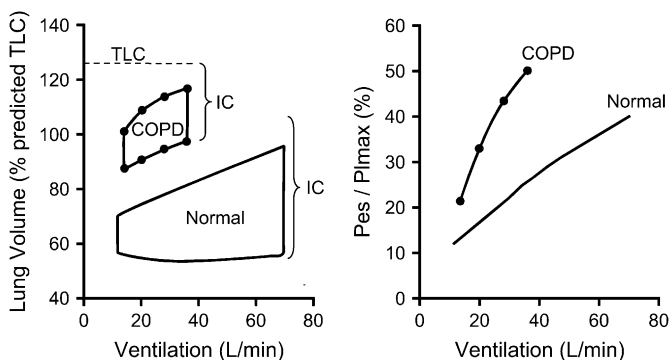 Lung Volume (% predicted TLC)
140
120
100
80
60
40
TLC
IC
COPD
IC
Normal
0
20
40
60
80
Ventilation (L/min)
Pes / PImax (%)
60
50
40
30
20
10
0
COPD
Normal
0
20
40
60
80
Ventilation (L/min)